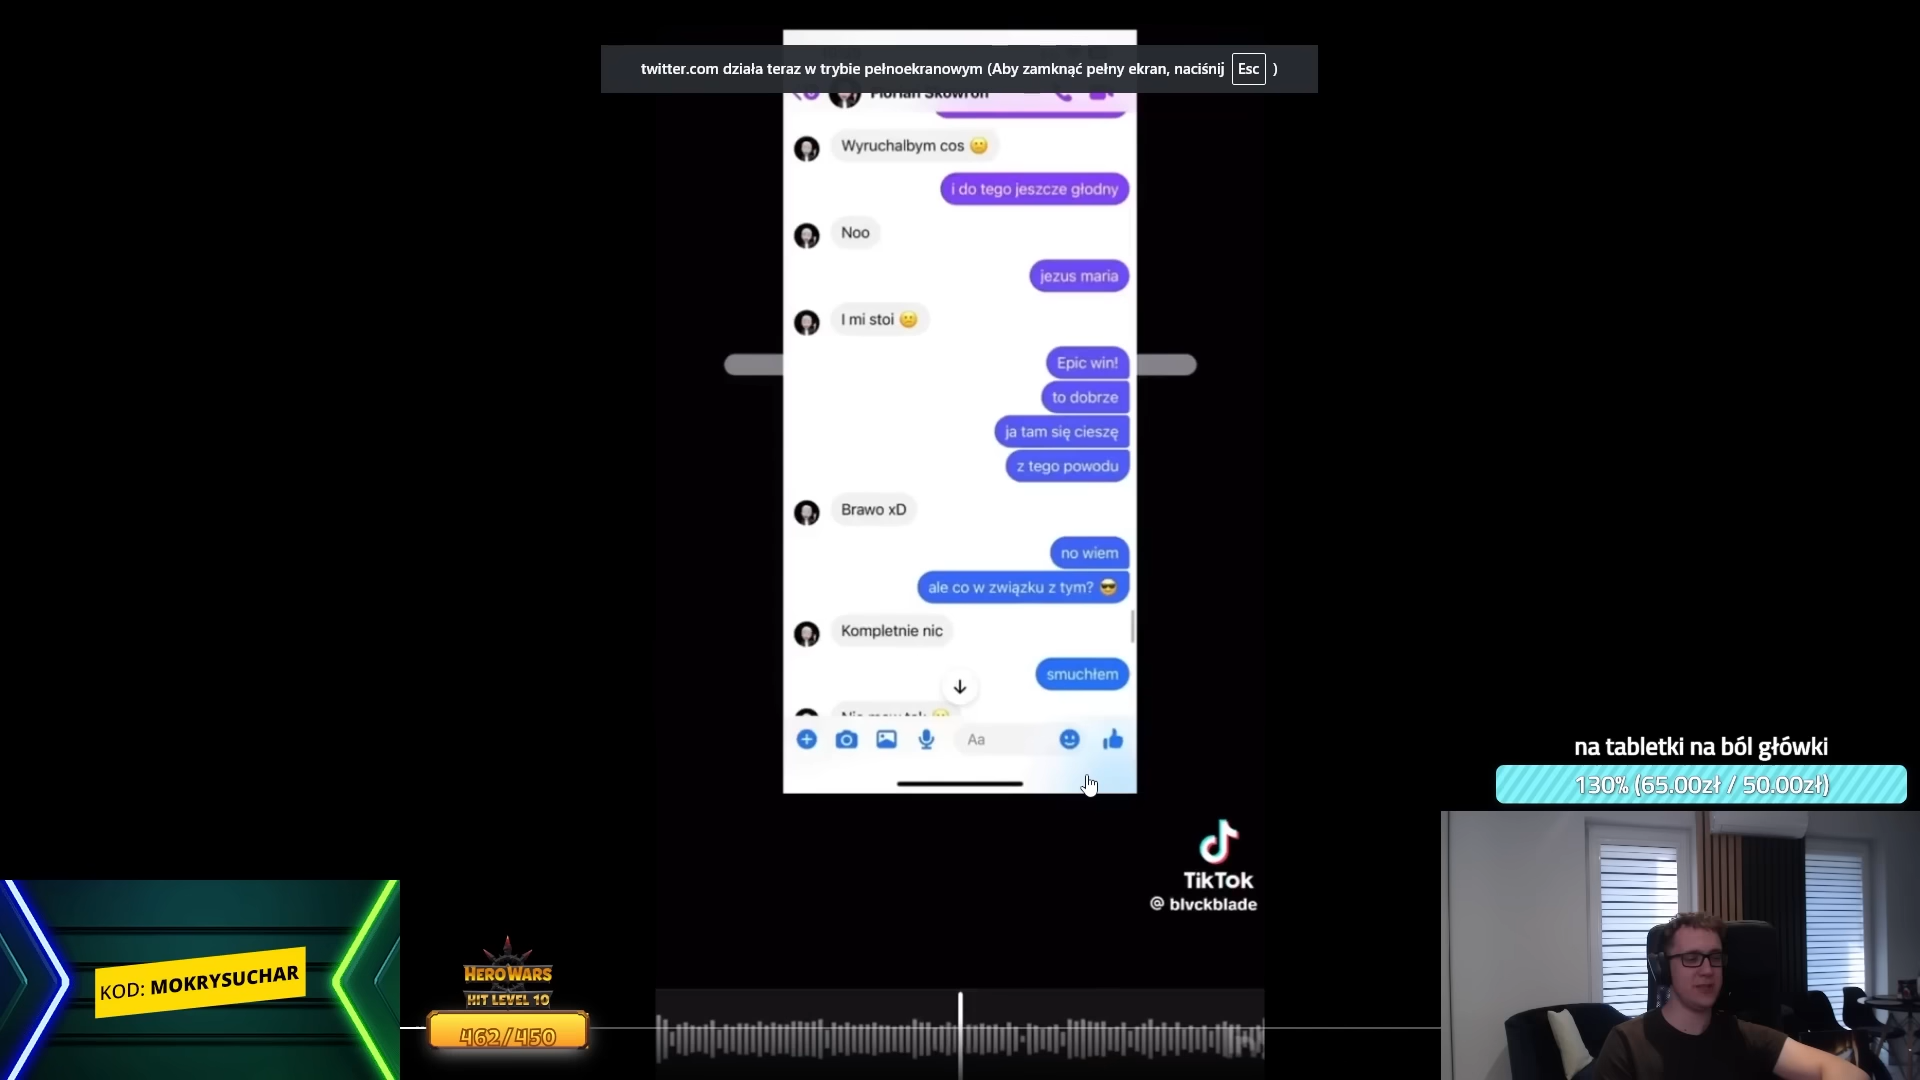 twitter.com działa teraz w trybie pełnoekranowym (Aby zamknąć pełny ekran, naciśnij Esc )
Florian Skowron
Wyruchalbym cos 😐
i do tego jeszcze głodny
Noo
jezus maria
I mi stoi 😐
Epic win!
to dobrze
ja tam się cieszę
z tego powodu
Brawo xD
no wiem
ale co w związku z tym? 😎
Kompletnie nic
smuchłem
Aa
TikTok
@ blvckblade
na tabletki na ból główki
130% (65.00zł / 50.00zł)
KOD: MOKRYSUCHAR
HERO WARS
HIT LEVEL 10
462/450